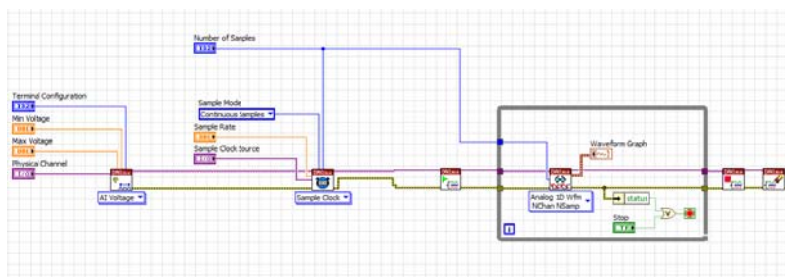 Number of Samples
Terminal Configuration
Min Voltage
Max Voltage
Physical Channel
Sample Mode
Continuous Samples
Sample Rate
Sample Clock Source
AI Voltage
Sample Clock
Waveform Graph
Analog 1D Wfm
NChan NSamp
status
Stop
TF
i